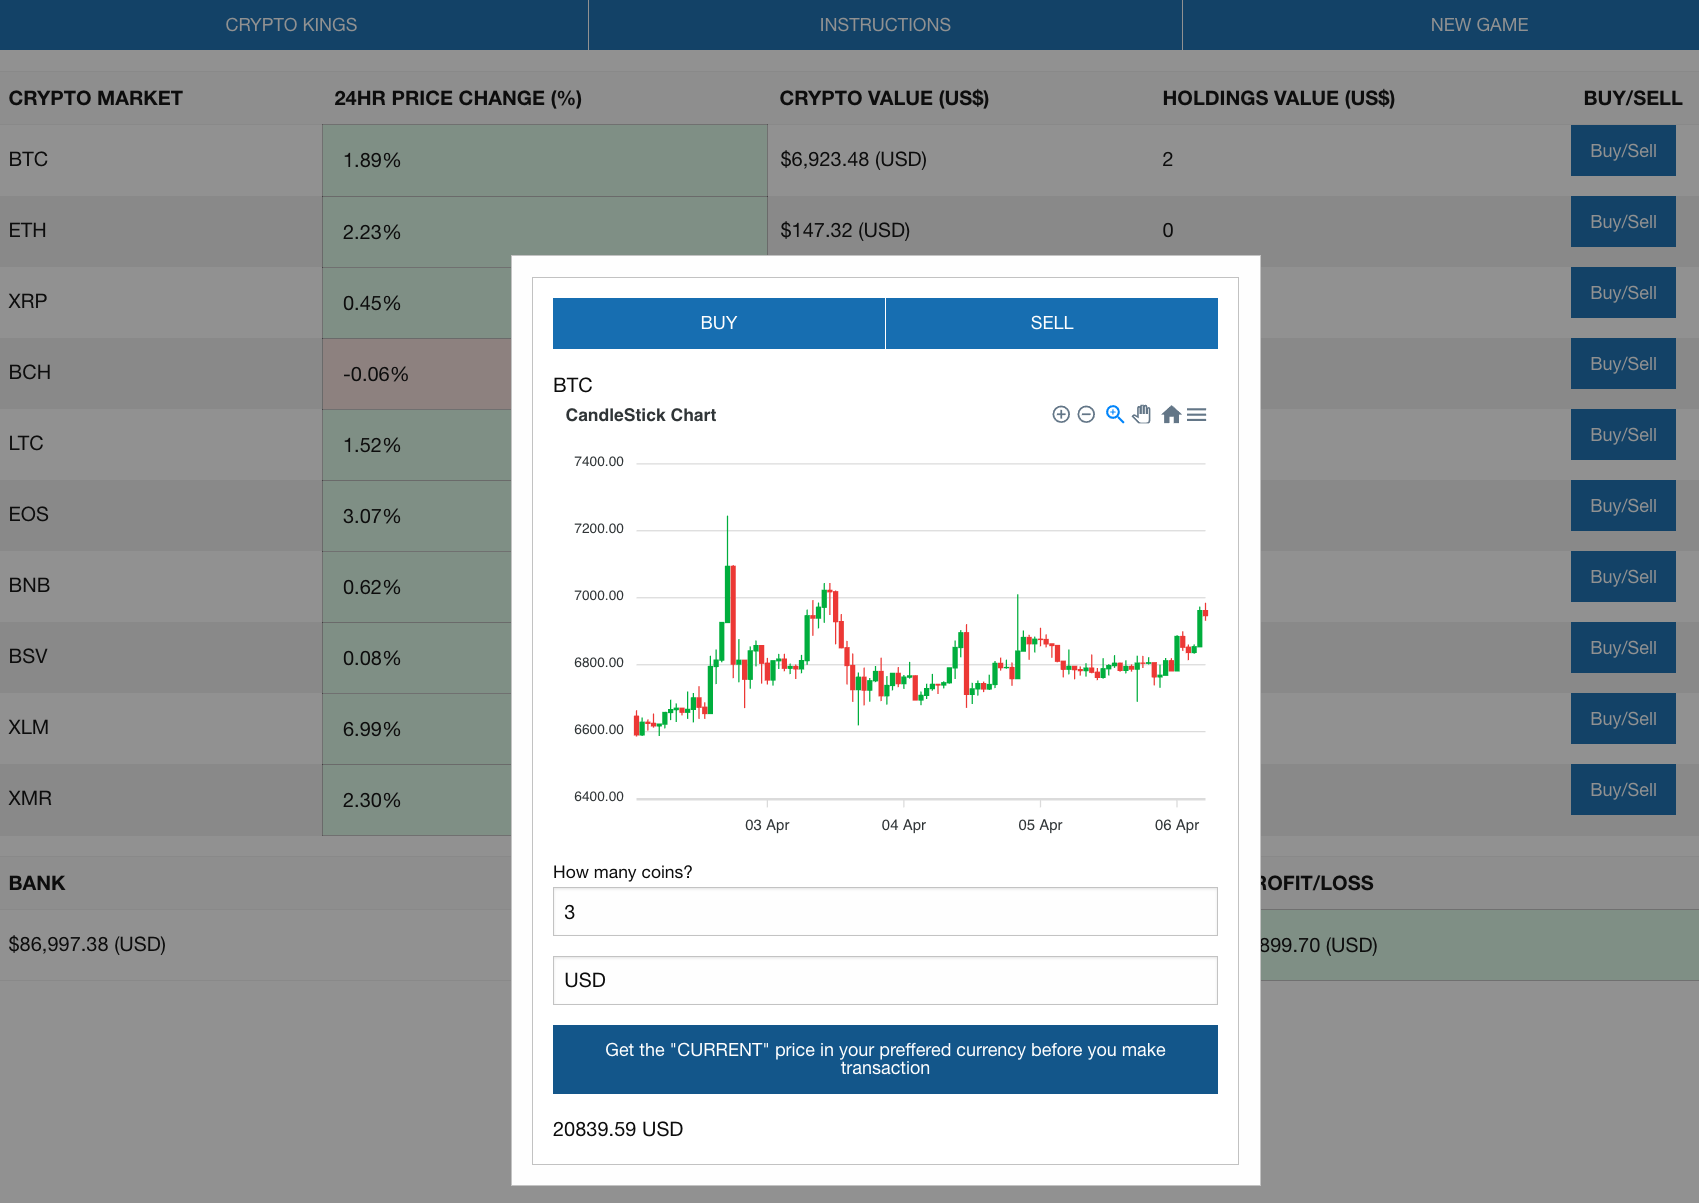 CRYPTO KINGS INSTRUCTIONS NEW GAME
CRYPTO MARKET 24HR PRICE CHANGE (%) CRYPTO VALUE (US$) HOLDINGS VALUE (US$) BUY/SELL
BTC 1.89% $6,923.48 (USD) 2 Buy/Sell
ETH 2.23% $147.32 (USD) 0 Buy/Sell
XRP 0.45% Buy/Sell
BCH -0.06% Buy/Sell
LTC 1.52% Buy/Sell
EOS 3.07% Buy/Sell
BNB 0.62% Buy/Sell
BSV 0.08% Buy/Sell
XLM 6.99% Buy/Sell
XMR 2.30% Buy/Sell
BANK ROFIT/LOSS
$86,997.38 (USD) 899.70 (USD)
BUY SELL
BTC
CandleStick Chart
7400.00
7200.00
7000.00
6800.00
6600.00
6400.00
03 Apr 04 Apr 05 Apr 06 Apr
How many coins?
3
USD
Get the "CURRENT" price in your preffered currency before you make
transaction
20839.59 USD